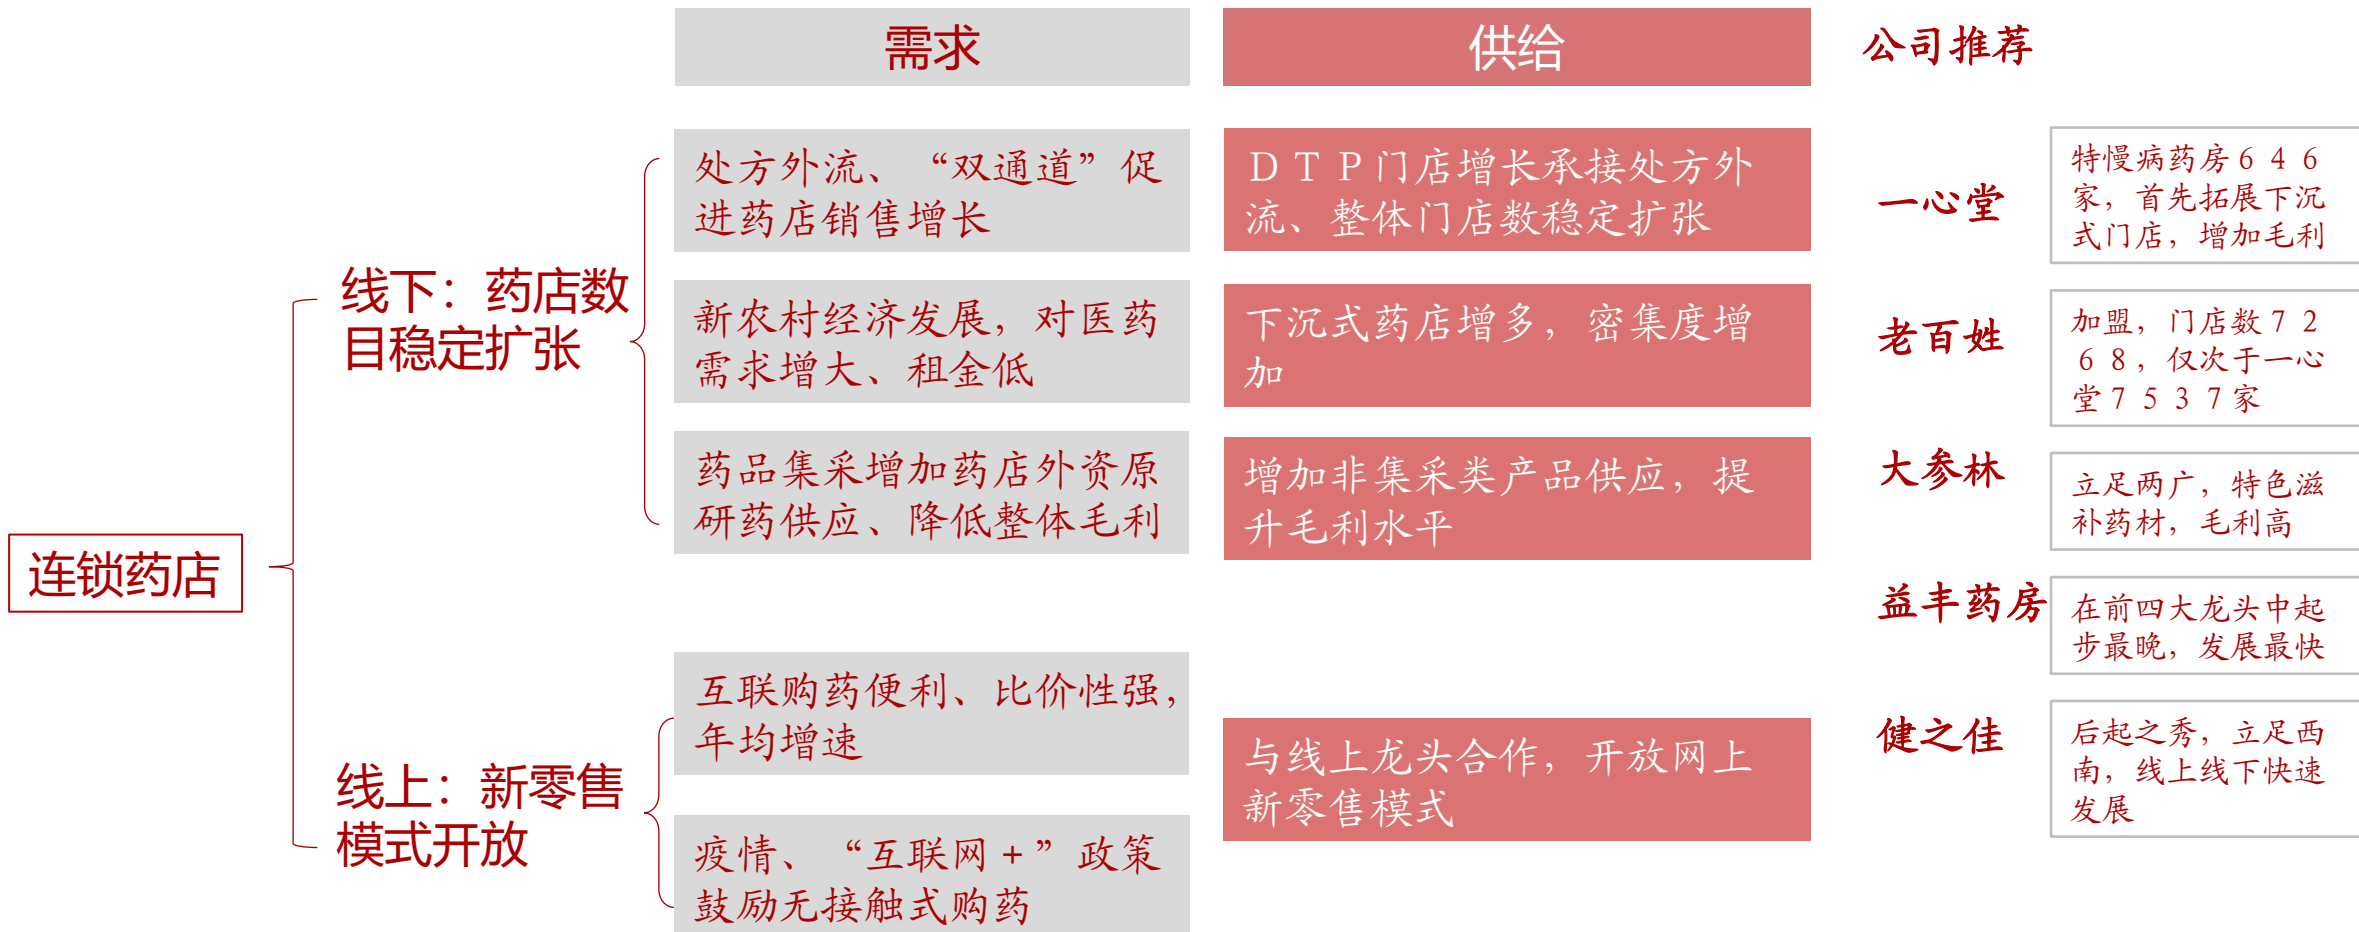 需求
供给
公司推荐
处方外流、“双通道”促
进药店销售增长
DTP门店增长承接处方外
流、整体门店数稳定扩张
一心堂
特慢病药房646
家，首先拓展下沉
式门店，增加毛利
线下：药店数
目稳定扩张
新农村经济发展，对医药
需求增大、租金低
下沉式药店增多，密集度增
加
老百姓
加盟，门店数72
68，仅次于一心
堂7537家
药品集采增加药店外资原
研药供应、降低整体毛利
增加非集采类产品供应，提
升毛利水平
大参林
立足两广，特色滋
补药材，毛利高
连锁药店
益丰药房
在前四大龙头中起
步最晚，发展最快
线上：新零售
模式开放
互联购药便利、比价性强，
年均增速
与线上龙头合作，开放网上
新零售模式
健之佳
后起之秀，立足西
南，线上线下快速
发展
疫情、“互联网+”政策
鼓励无接触式购药